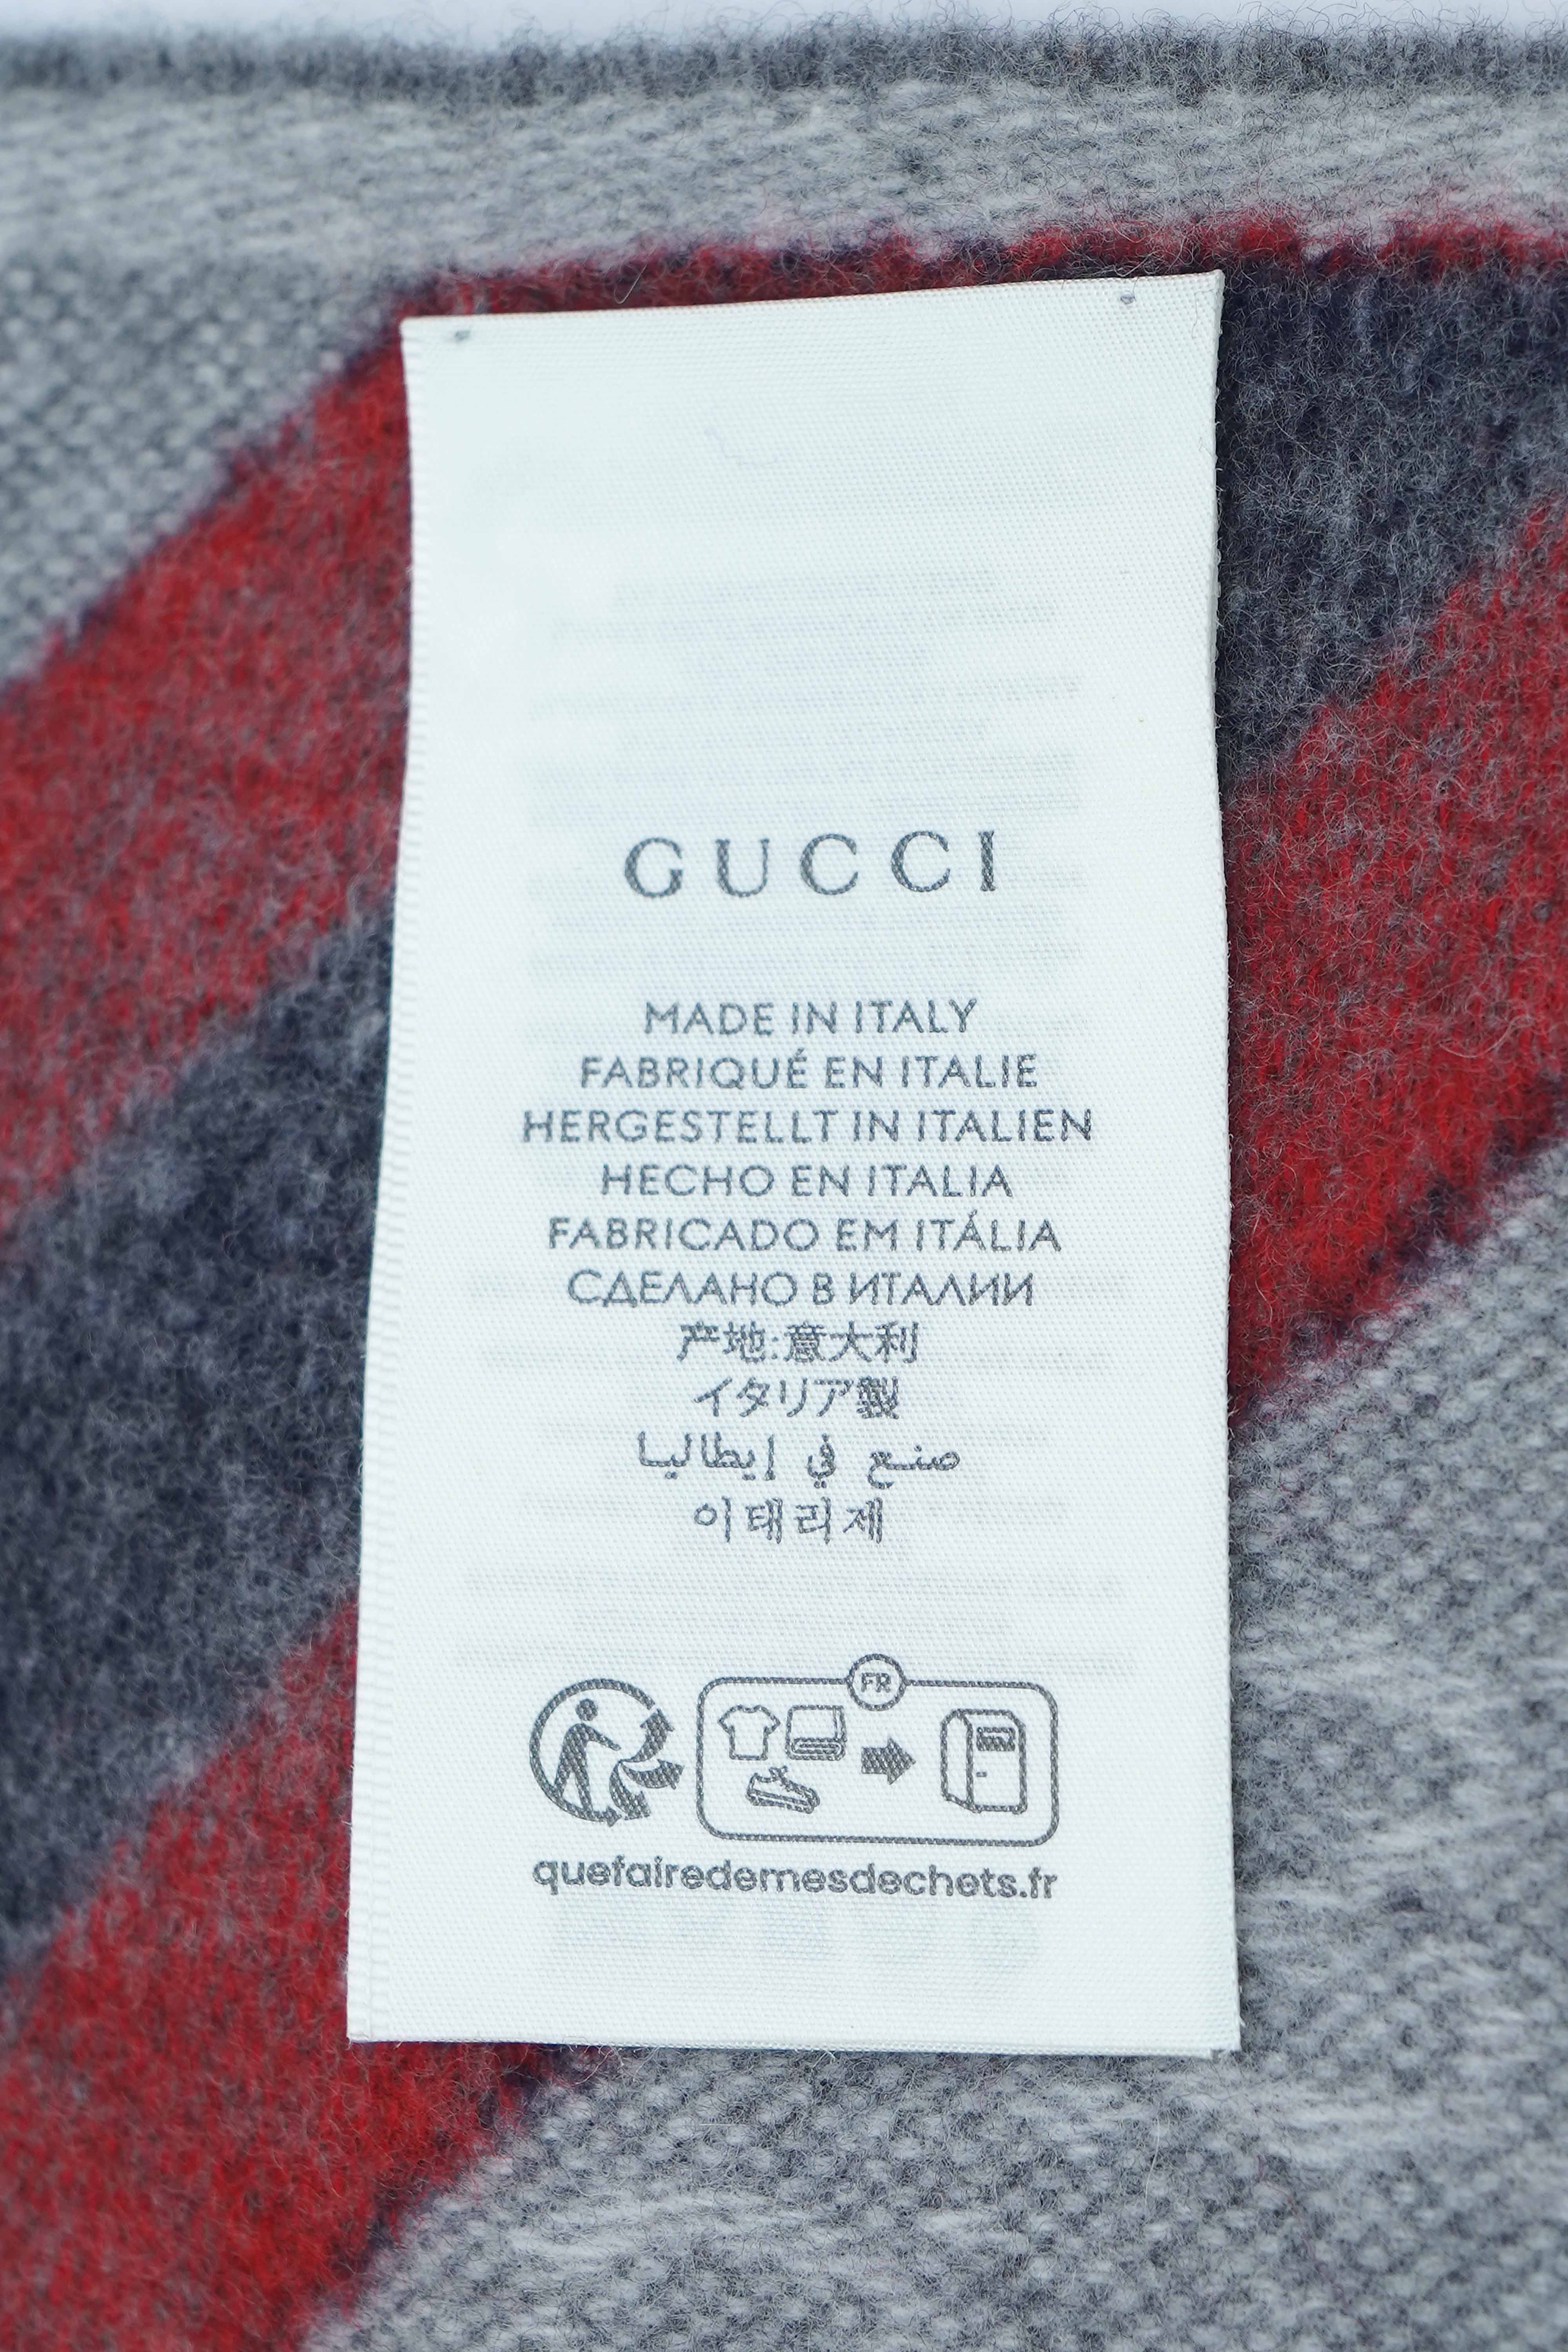 GUCCI
MADE IN ITALY
FABRIQUÉ EN ITALIE
HERGESTELLT IN ITALIEN
HECHO EN ITALIA
FABRICADO EM ITÁLIA
СДЕЛАНО В ИТАЛИИ
产地:意大利
イタリア製
صنع في إيطاليا
이태리제
FR
quefairedemesdechets.fr